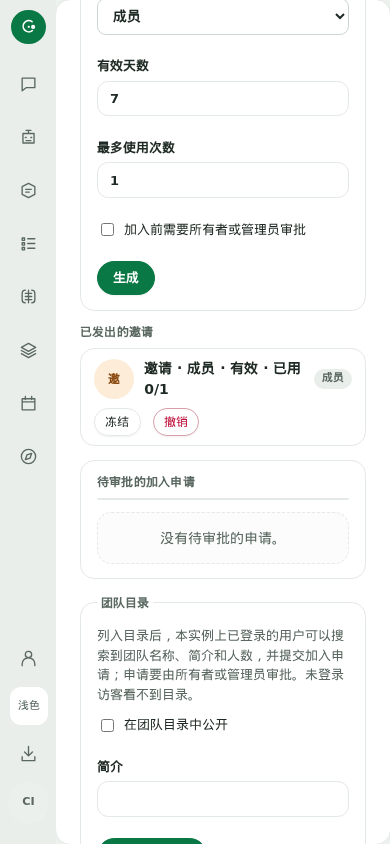 成员
有效天数
7
最多使用次数
1
加入前需要所有者或管理员审批
生成
已发出的邀请
邀
邀请 · 成员 · 有效 · 已用
0/1
成员
冻结
撤销
待审批的加入申请
没有待审批的申请。
团队目录
列入目录后，本实例上已登录的用户可以搜
索到团队名称、简介和人数，并提交加入申
请；申请要由所有者或管理员审批。未登录
访客看不到目录。
在团队目录中公开
简介
浅色
CI